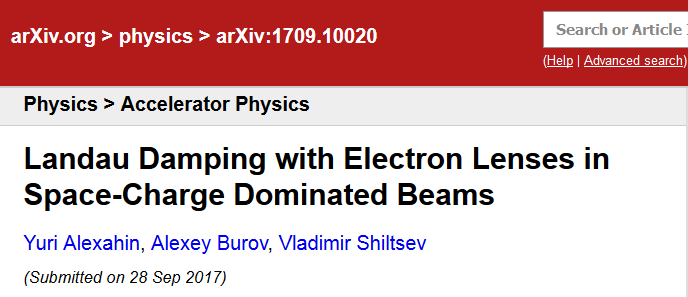 arXiv.org > physics > arXiv:1709.10020
Search or Article
(Help | Advanced search)
Physics > Accelerator Physics
Landau Damping with Electron Lenses in
Space-Charge Dominated Beams
Yuri Alexahin, Alexey Burov, Vladimir Shiltsev
(Submitted on 28 Sep 2017)